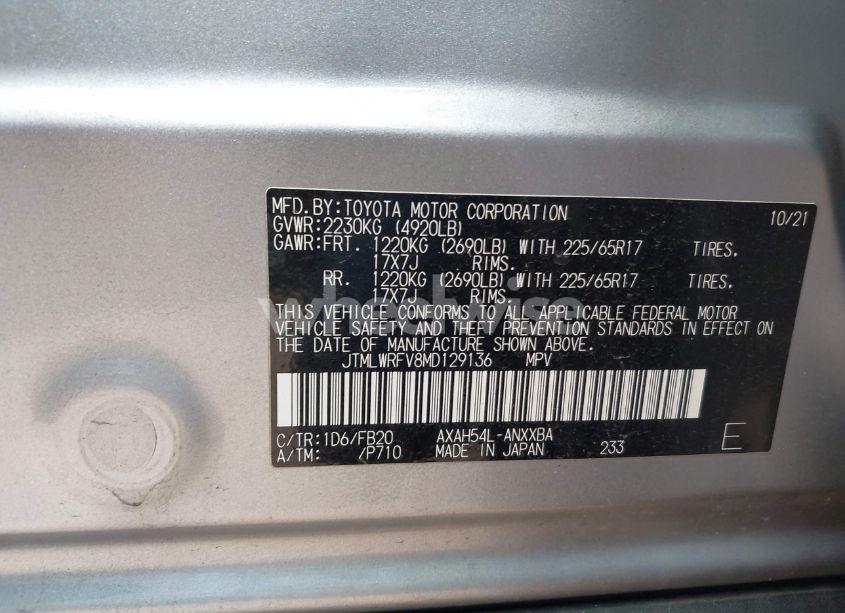 MFD.BY:TOYOTA MOTOR CORPORATION 10/21
GVWR:2230KG (4920LB)
GAWR:FRT. 1220KG (2690LB) WITH 225/65R17 TIRES.
17X7J RIMS.
RR. 1220KG (2690LB) WITH 225/65R17 TIRES.
17X7J RIMS.
THIS VEHICLE CONFORMS TO ALL APPLICABLE FEDERAL MOTOR
VEHICLE SAFETY AND THEFT PREVENTION STANDARDS IN EFFECT ON
THE DATE OF MANUFACTURE SHOWN ABOVE.
JTMLWRFV8MD129136 MPV
C/TR:1D6/FB20 AXAH54L-ANXXBA
A/TM: /P710 MADE IN JAPAN 233 E